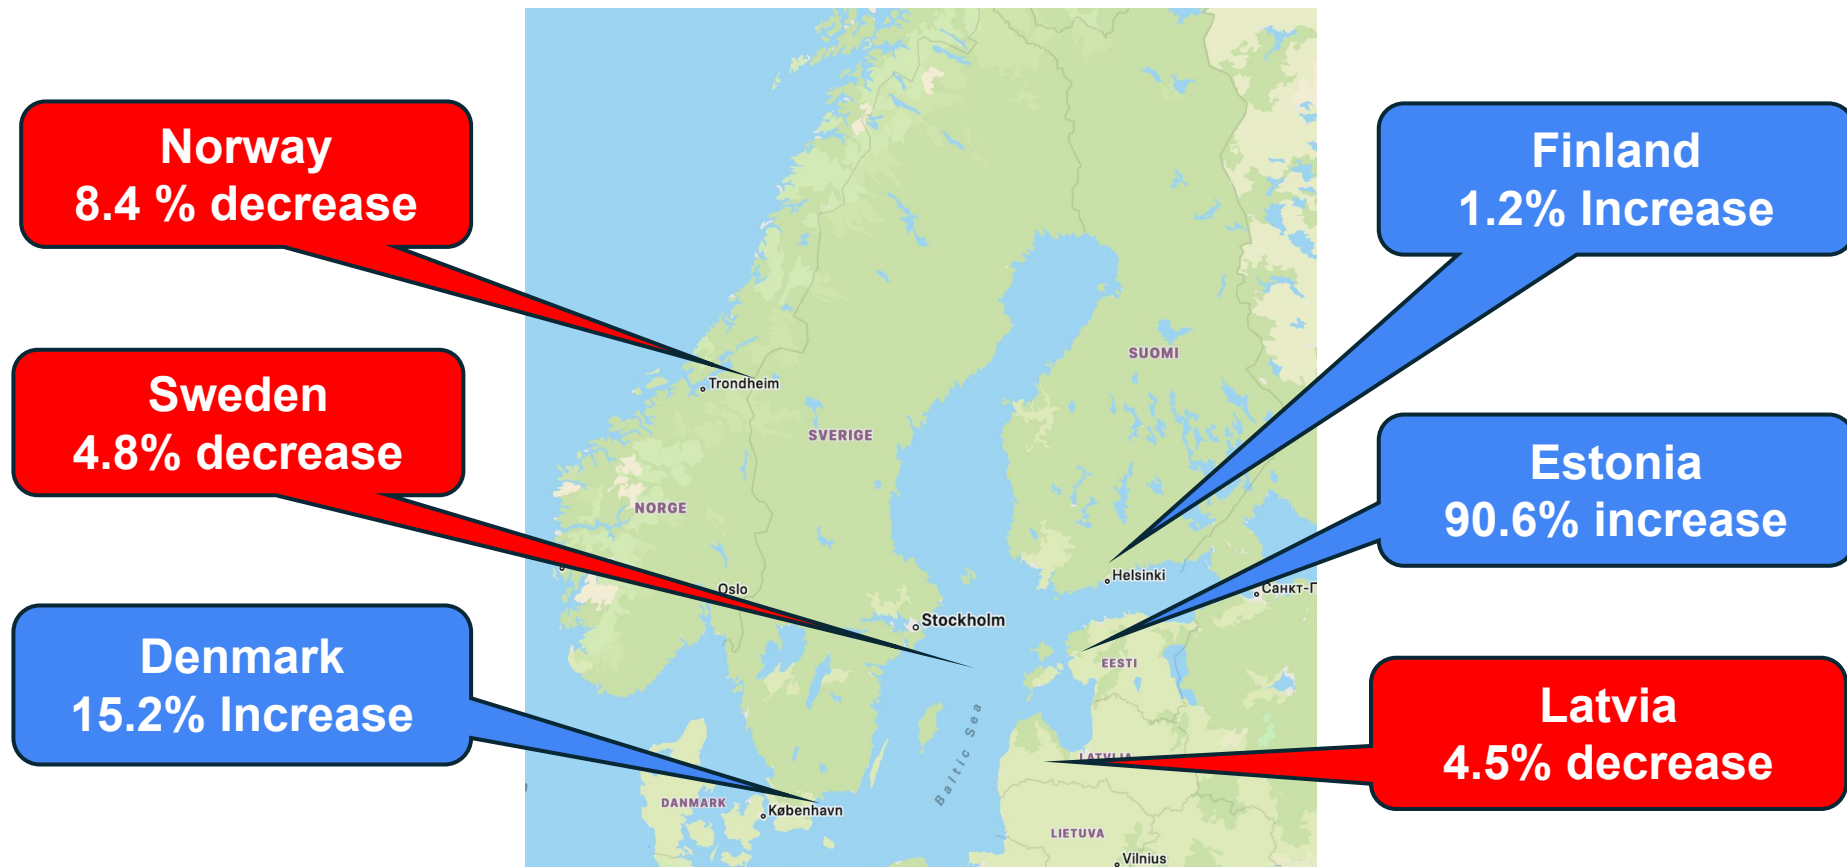 Norway
8.4 % decrease
Sweden
4.8% decrease
Denmark
15.2% Increase
Finland
1.2% Increase
Estonia
90.6% increase
Latvia
4.5% decrease
Trondheim
SUOMI
SVERIGE
NORGE
Oslo
Helsinki
Stockholm
EESTI
Baltic Sea
LATVIJA
DANMARK
København
LIETUVA
Vilnius